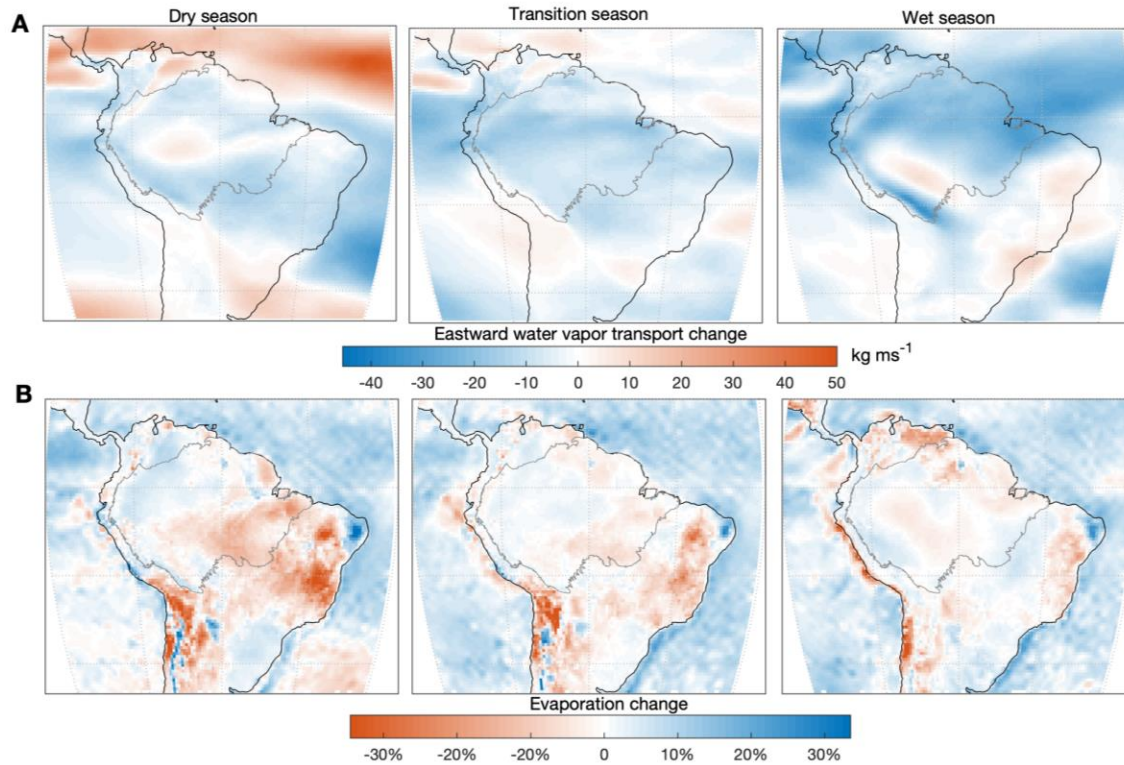 Dry season
Transition season
Wet season
A
Eastward water vapor transport change
-40 -30 -20 -10 0 10 20 30 40 50
kg ms⁻¹
B
Evaporation change
-30% -20% -20% 0 10% 20% 30%